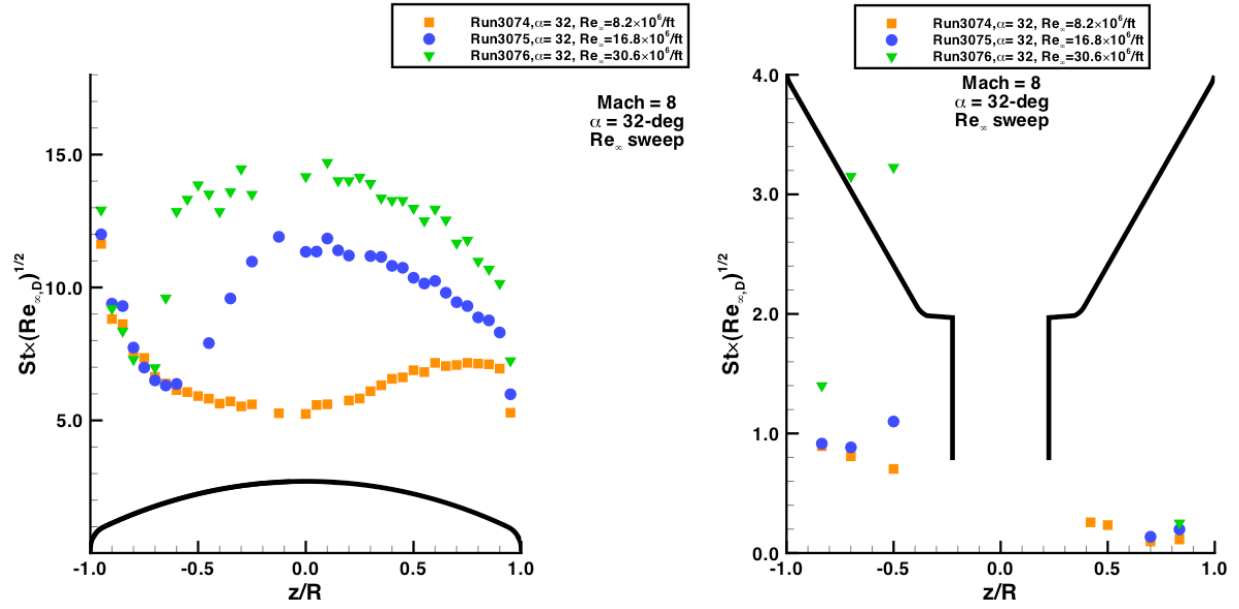 Run3074,α= 32, Re∞=8.2×10⁶/ft
Run3075,α= 32, Re∞=16.8×10⁶/ft
Run3076,α= 32, Re∞=30.6×10⁶/ft
Mach = 8
α = 32-deg
Re∞ sweep
15.0
10.0
5.0
St×(Re∞,D)¹/²
-1.0
-0.5
0.0
0.5
1.0
z/R
Run3074,α= 32, Re∞=8.2×10⁶/ft
Run3075,α= 32, Re∞=16.8×10⁶/ft
Run3076,α= 32, Re∞=30.6×10⁶/ft
Mach = 8
α = 32-deg
Re∞ sweep
4.0
3.0
2.0
1.0
0.0
St×(Re∞,D)¹/²
-1.0
-0.5
0.0
0.5
1.0
z/R